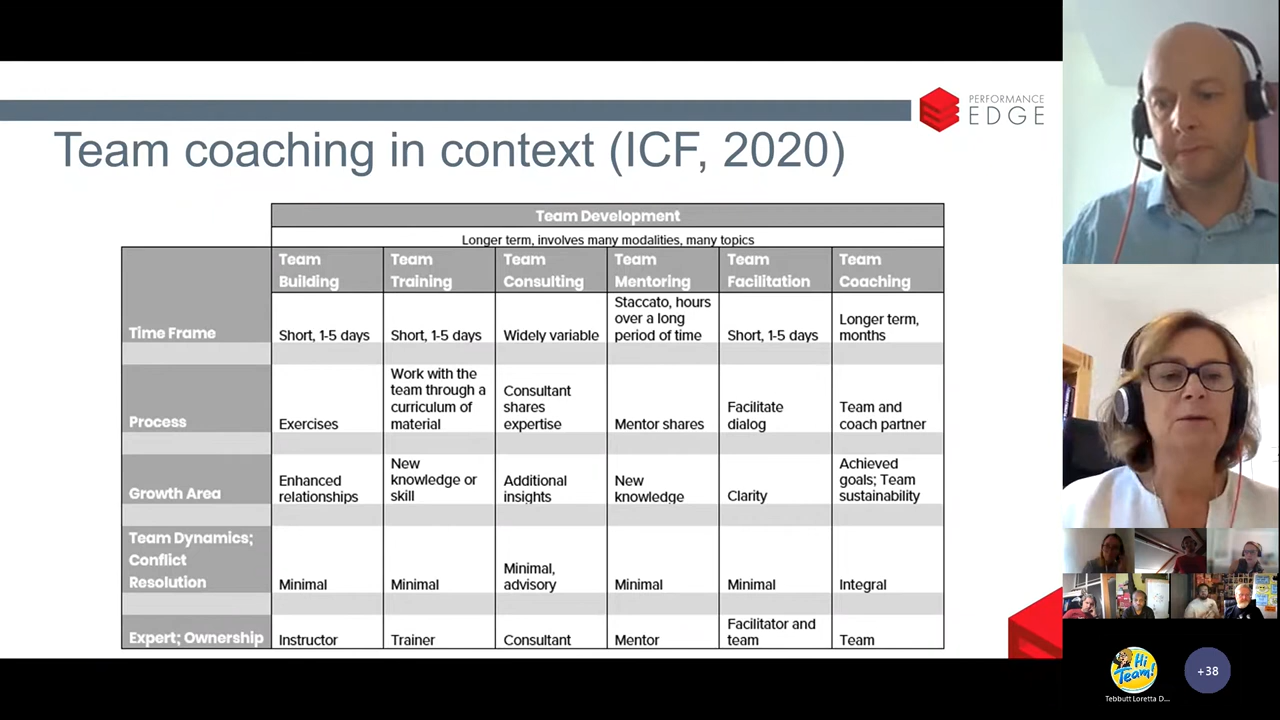 PERFORMANCE
EDGE
Team coaching in context (ICF, 2020)
Team Development
Longer term, involves many modalities, many topics
Team
Building
Team
Training
Team
Consulting
Team
Mentoring
Team
Facilitation
Team
Coaching
Time Frame
Short, 1-5 days
Short, 1-5 days
Widely variable
Staccato, hours
over a long
period of time
Short, 1-5 days
Longer term,
months
Process
Exercises
Work with the
team through a
curriculum of
material
Consultant
shares
expertise
Mentor shares
Facilitate
dialog
Team and
coach partner
Growth Area
Enhanced
relationships
New
knowledge or
skill
Additional
insights
New
knowledge
Clarity
Achieved
goals; Team
sustainability
Team Dynamics;
Conflict
Resolution
Minimal
Minimal
Minimal,
advisory
Minimal
Minimal
Integral
Expert; Ownership
Instructor
Trainer
Consultant
Mentor
Facilitator and
team
Team
Hi
Team!
+38
Tebbutt Loretta D...